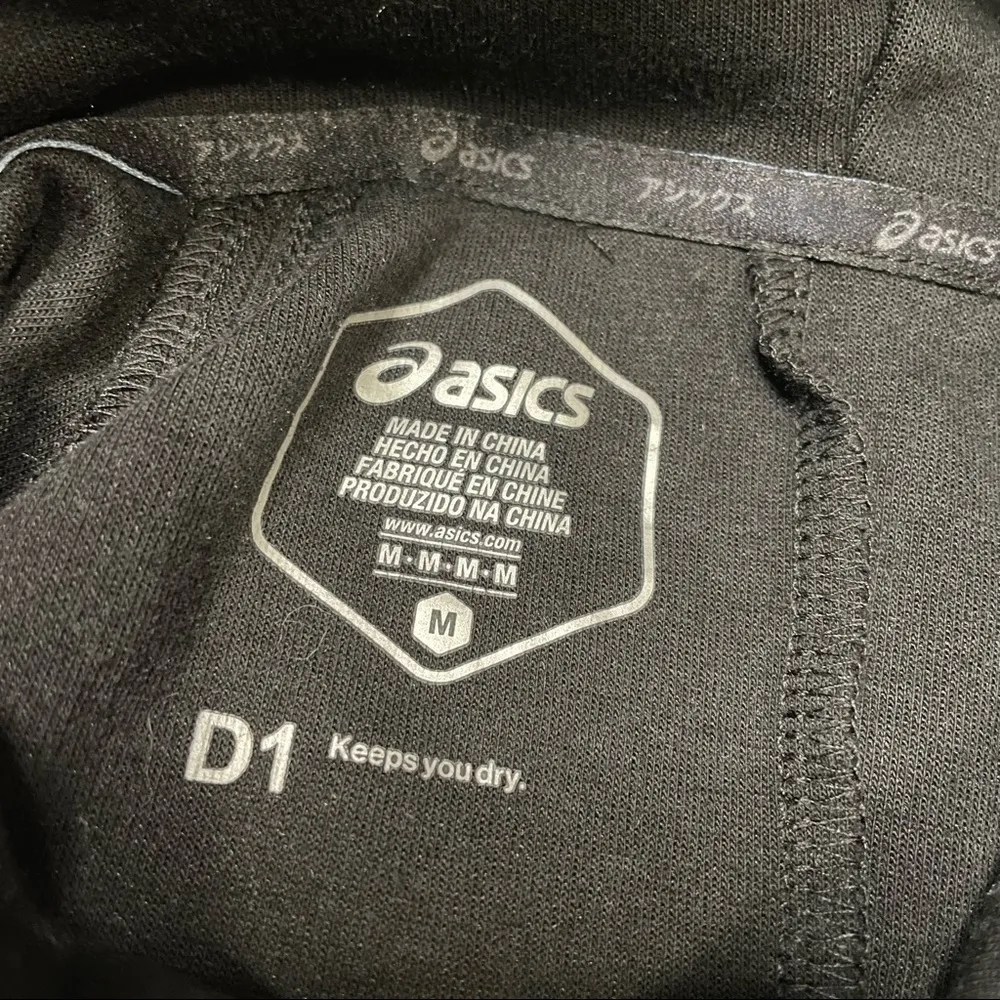 アシックス asics アシックス asics
asics
MADE IN CHINA
HECHO EN CHINA
FABRIQUÉ EN CHINE
PRODUZIDO NA CHINA
www.asics.com
M·M·M·M
M
D1 Keeps you dry.